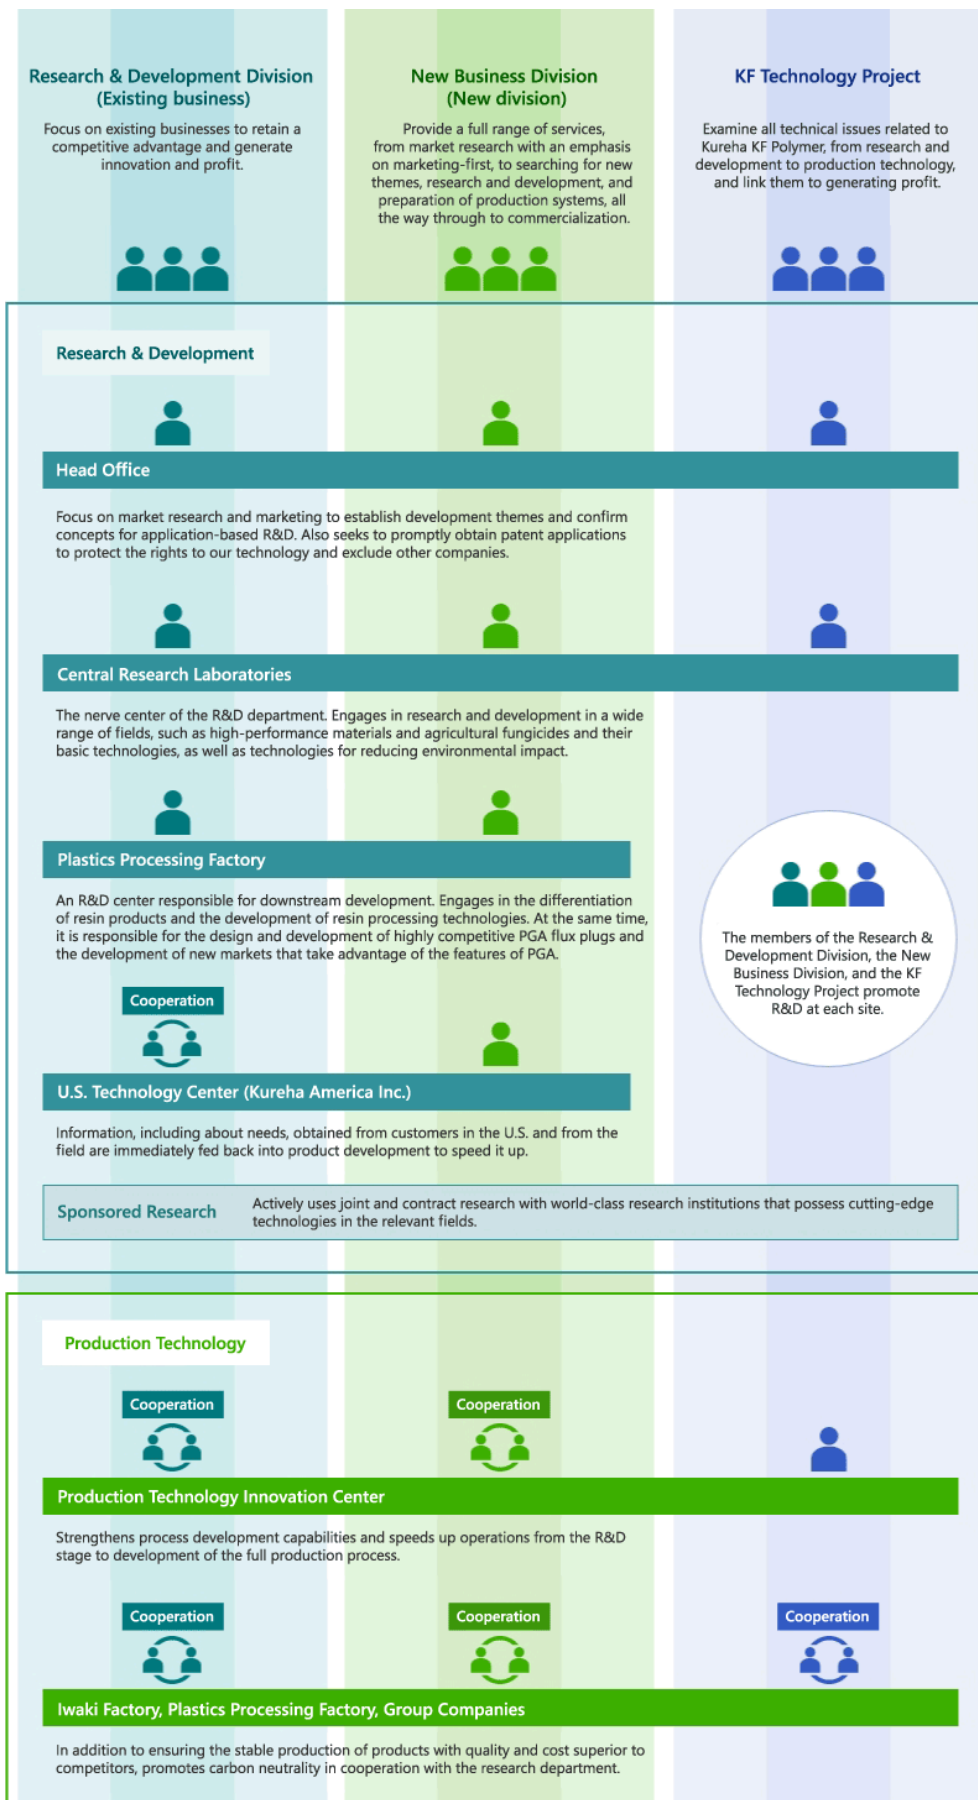 Research & Development Division
(Existing business)
Focus on existing businesses to retain a
competitive advantage and generate
innovation and profit.
New Business Division
(New division)
Provide a full range of services,
from market research with an emphasis
on marketing-first, to searching for new
themes, research and development, and
preparation of production systems, all
the way through to commercialization.
KF Technology Project
Examine all technical issues related to
Kureha KF Polymer, from research and
development to production technology,
and link them to generating profit.
Research & Development
Head Office
Focus on market research and marketing to establish development themes and confirm
concepts for application-based R&D. Also seeks to promptly obtain patent applications
to protect the rights to our technology and exclude other companies.
Central Research Laboratories
The nerve center of the R&D department. Engages in research and development in a wide
range of fields, such as high-performance materials and agricultural fungicides and their
basic technologies, as well as technologies for reducing environmental impact.
Plastics Processing Factory
An R&D center responsible for downstream development. Engages in the differentiation
of resin products and the development of resin processing technologies. At the same time,
it is responsible for the design and development of highly competitive PGA flux plugs and
the development of new markets that take advantage of the features of PGA.
The members of the Research &
Development Division, the New
Business Division, and the KF
Technology Project promote
R&D at each site.
Cooperation
U.S. Technology Center (Kureha America Inc.)
Information, including about needs, obtained from customers in the U.S. and from the
field are immediately fed back into product development to speed it up.
Sponsored Research
Actively uses joint and contract research with world-class research institutions that possess cutting-edge
technologies in the relevant fields.
Production Technology
Cooperation
Cooperation
Production Technology Innovation Center
Strengthens process development capabilities and speeds up operations from the R&D
stage to development of the full production process.
Cooperation
Cooperation
Cooperation
Iwaki Factory, Plastics Processing Factory, Group Companies
In addition to ensuring the stable production of products with quality and cost superior to
competitors, promotes carbon neutrality in cooperation with the research department.